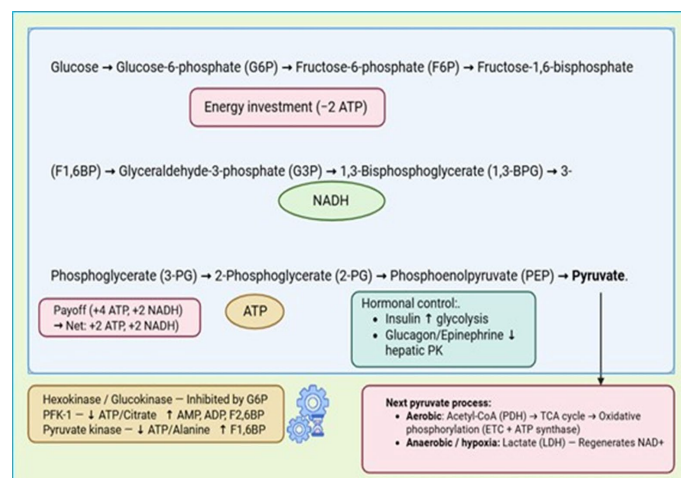 Glucose → Glucose-6-phosphate (G6P) → Fructose-6-phosphate (F6P) → Fructose-1,6-bisphosphate
Energy investment (−2 ATP)
(F1,6BP) → Glyceraldehyde-3-phosphate (G3P) → 1,3-Bisphosphoglycerate (1,3-BPG) → 3-
NADH
Phosphoglycerate (3-PG) → 2-Phosphoglycerate (2-PG) → Phosphoenolpyruvate (PEP) → Pyruvate.
Payoff (+4 ATP, +2 NADH)
→ Net: +2 ATP, +2 NADH)
ATP
Hormonal control:.
• Insulin ↑ glycolysis
• Glucagon/Epinephrine ↓
hepatic PK
Hexokinase / Glucokinase — Inhibited by G6P
PFK-1 — ↓ ATP/Citrate ↑ AMP, ADP, F2,6BP
Pyruvate kinase — ↓ ATP/Alanine ↑ F1,6BP
Next pyruvate process:
• Aerobic: Acetyl-CoA (PDH) → TCA cycle → Oxidative
phosphorylation (ETC + ATP synthase)
• Anaerobic / hypoxia: Lactate (LDH) — Regenerates NAD+